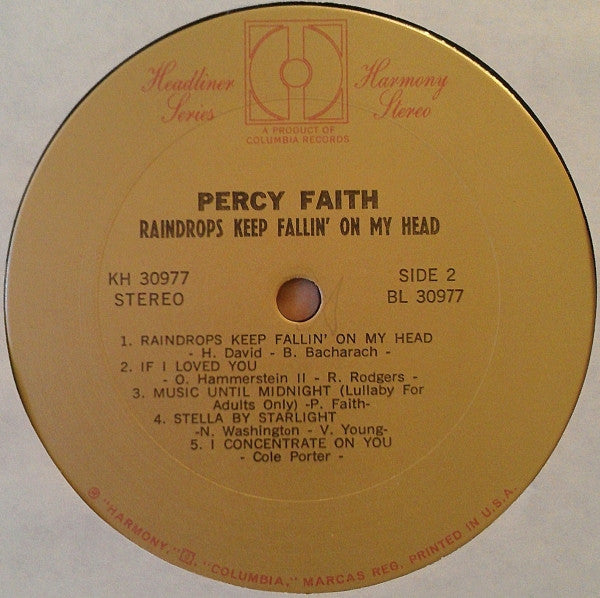 Headliner Series
Harmony Stereo
A PRODUCT OF
COLUMBIA RECORDS
PERCY FAITH
RAINDROPS KEEP FALLIN' ON MY HEAD
KH 30977
STEREO
SIDE 2
BL 30977
1. RAINDROPS KEEP FALLIN' ON MY HEAD
- H. David - B. Bacharach -
2. IF I LOVED YOU
- O. Hammerstein II - R. Rodgers -
3. MUSIC UNTIL MIDNIGHT (Lullaby For
Adults Only) -P. Faith-
4. STELLA BY STARLIGHT
-N. Washington - V. Young-
5. I CONCENTRATE ON YOU
- Cole Porter -
℗ "HARMONY," "COLUMBIA," MARCAS REG. PRINTED IN U.S.A.